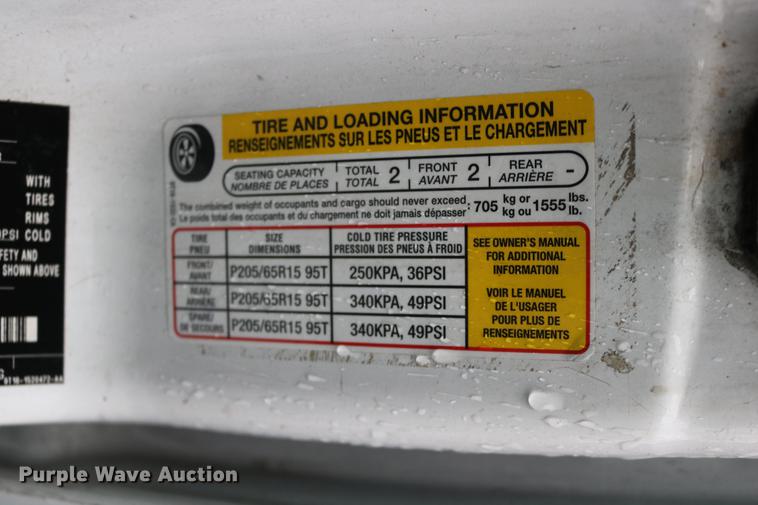 TIRE AND LOADING INFORMATION
RENSEIGNEMENTS SUR LES PNEUS ET LE CHARGEMENT
SEATING CAPACITY TOTAL 2 FRONT 2 REAR -
NOMBRE DE PLACES TOTAL AVANT ARRIÈRE
The combined weight of occupants and cargo should never exceed: 705 kg or 1555 lbs.
Le poids total des occupants et du chargement ne doit jamais dépasser: kg ou lb.
TIRE SIZE COLD TIRE PRESSURE
PNEU DIMENSIONS PRESSION DES PNEUS À FROID
FRONT/ AVANT P205/65R15 95T 250KPA, 36PSI
REAR/ ARRIÈRE P205/65R15 95T 340KPA, 49PSI
SPARE/ DE SECOURS P205/65R15 95T 340KPA, 49PSI
SEE OWNER'S MANUAL
FOR ADDITIONAL
INFORMATION
VOIR LE MANUEL
DE L'USAGER
POUR PLUS DE
RENSEIGNEMENTS
WITH
TIRES
RIMS
PSI COLD
FETY AND
SHOWN ABOVE
Purple Wave Auction